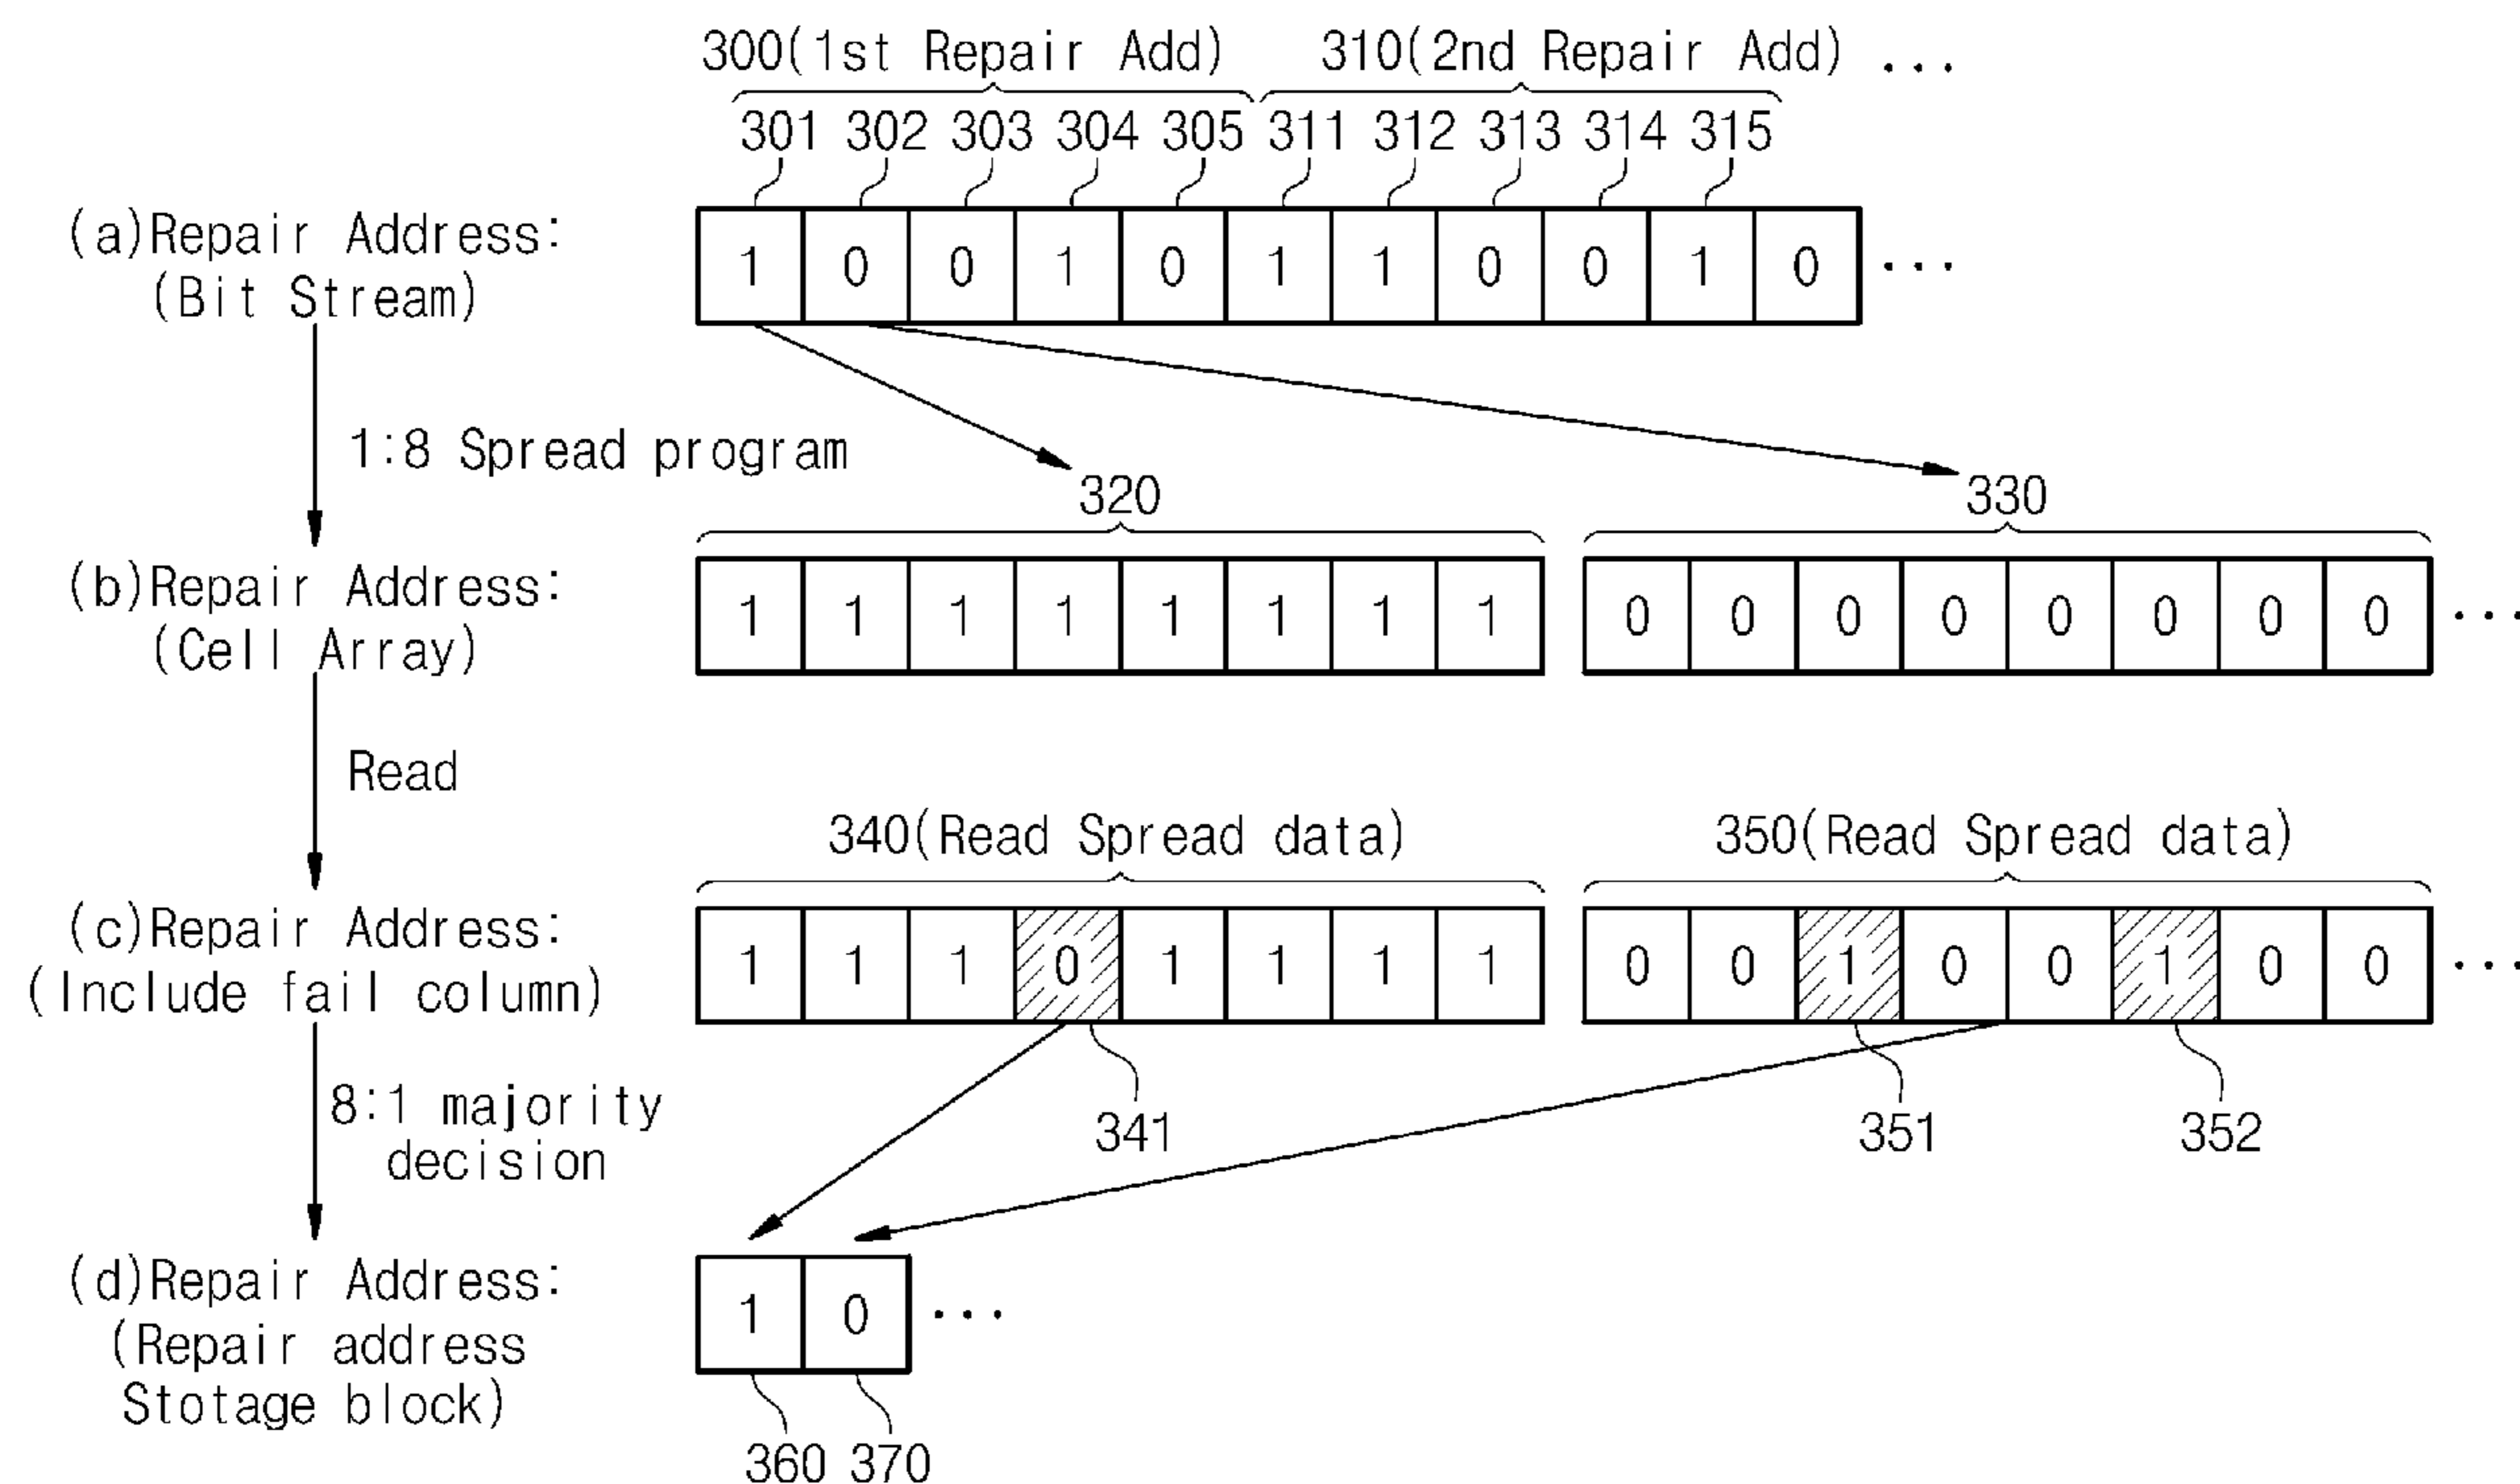 300(1st Repair Add) 310(2nd Repair Add) ...
301 302 303 304 305 311 312 313 314 315
(a)Repair Address:
(Bit Stream)
1 0 0 1 0 1 1 0 0 1 0 ...
1:8 Spread program
320 330
(b)Repair Address:
(Cell Array)
1 1 1 1 1 1 1 1 0 0 0 0 0 0 0 0 ...
Read
340(Read Spread data) 350(Read Spread data)
(c)Repair Address:
(Include fail column)
1 1 1 0 1 1 1 1 0 0 1 0 0 1 0 0 ...
8:1 majority
decision
341 351 352
(d)Repair Address:
(Repair address
Stotage block)
1 0 ...
360 370